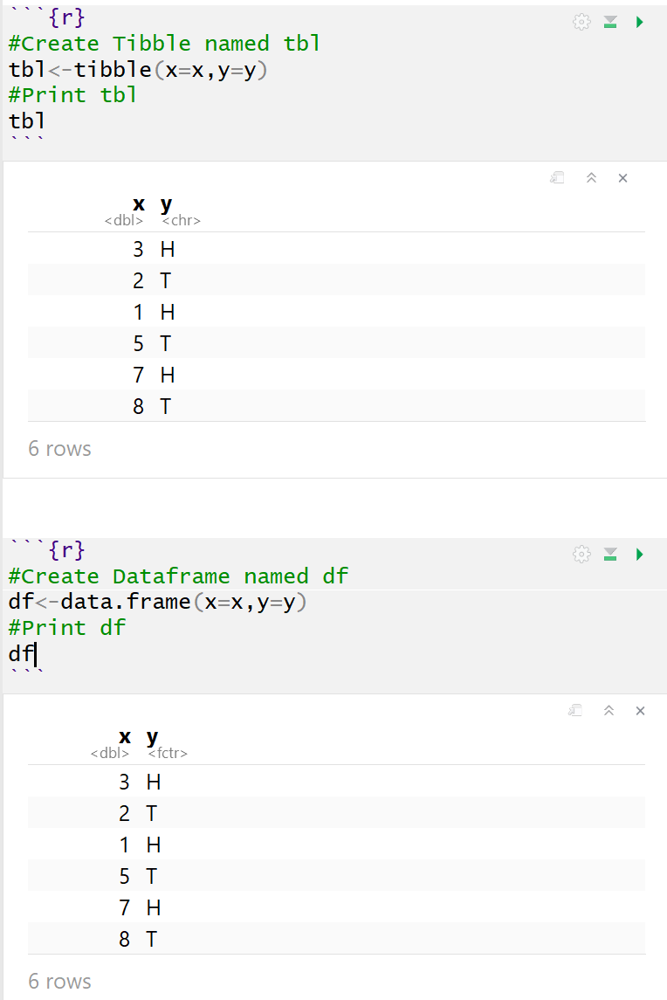 ```{r}
#Create Tibble named tbl
tbl<-tibble(x=x,y=y)
#Print tbl
tbl
```
x y
<dbl> <chr>
3 H
2 T
1 H
5 T
7 H
8 T
6 rows
```{r}
#Create Dataframe named df
df<-data.frame(x=x,y=y)
#Print df
df
```
x y
<dbl> <fctr>
3 H
2 T
1 H
5 T
7 H
8 T
6 rows